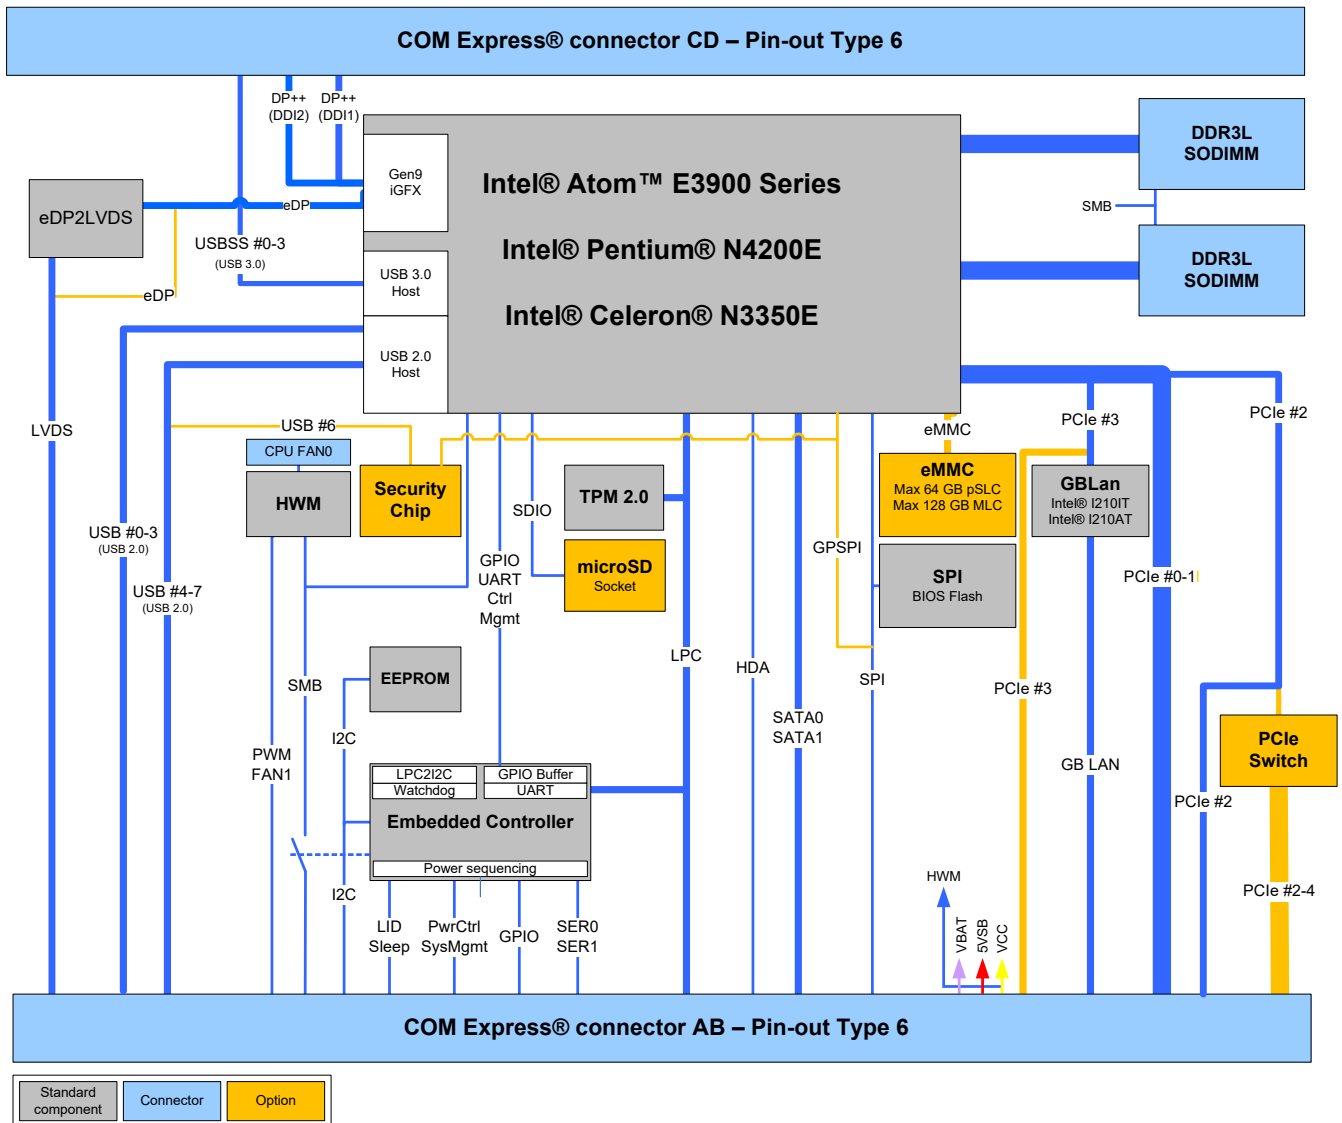 COM Express® connector CD – Pin-out Type 6
DP++
(DDI2)
DP++
(DDI1)
DDR3L
SODIMM
Gen9
iGFX
Intel® Atom™ E3900 Series
eDP2LVDS
eDP
SMB
USBSS #0-3
(USB 3.0)
Intel® Pentium® N4200E
DDR3L
SODIMM
USB 3.0
Host
eDP
Intel® Celeron® N3350E
USB 2.0
Host
LVDS
USB #6
eMMC
PCIe #3
PCIe #2
CPU FAN0
HWM
Security
Chip
TPM 2.0
SDIO
eMMC
Max 64 GB pSLC
Max 128 GB MLC
GBLan
Intel® I210IT
Intel® I210AT
USB #0-3
(USB 2.0)
GPIO
UART
Ctrl
Mgmt
microSD
Socket
GPSPI
SPI
BIOS Flash
PCIe #0-1
USB #4-7
(USB 2.0)
LPC
HDA
SPI
EEPROM
SMB
PCIe #3
SATA0
SATA1
I2C
PWM
FAN1
PCIe
Switch
GB LAN
LPC2I2C
GPIO Buffer
Watchdog
UART
PCIe #2
Embedded Controller
Power sequencing
HWM
PCIe #2-4
I2C
LID
Sleep
PwrCtrl
SysMgmt
GPIO
SER0
SER1
VBAT
5VSB
VCC
COM Express® connector AB – Pin-out Type 6
Standard
component
Connector
Option